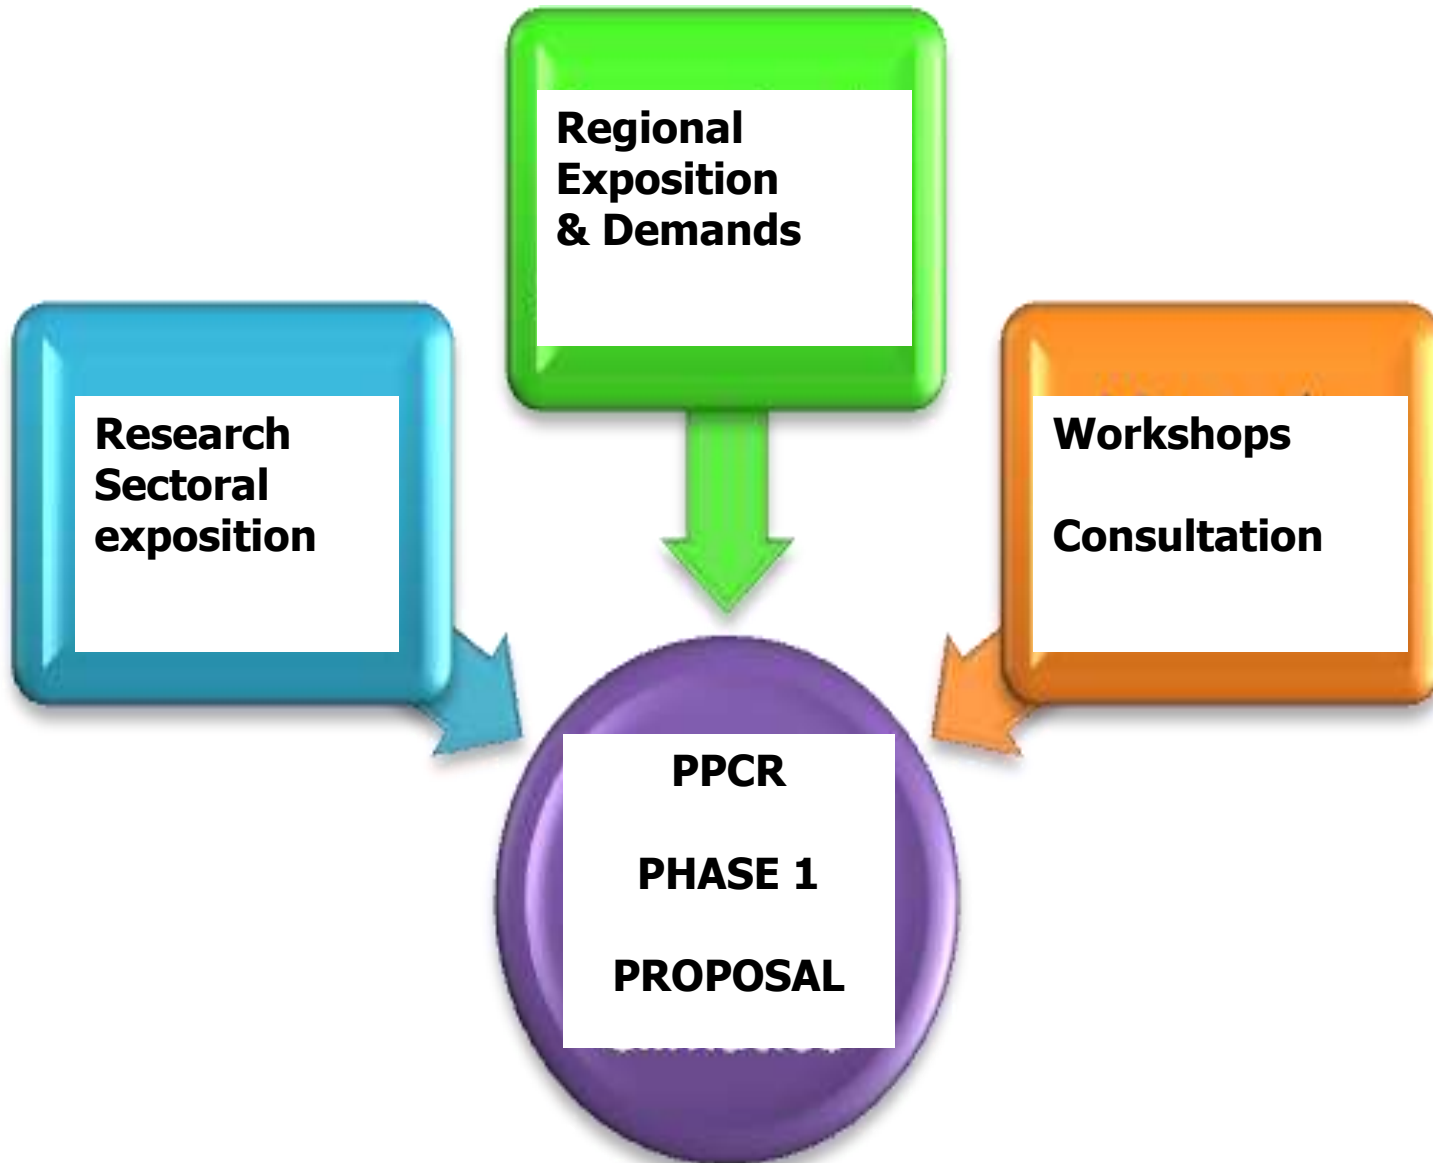 Regional
Exposition
& Demands
Research
Sectoral
exposition
Workshops
Consultation
PPCR
PHASE 1
PROPOSAL